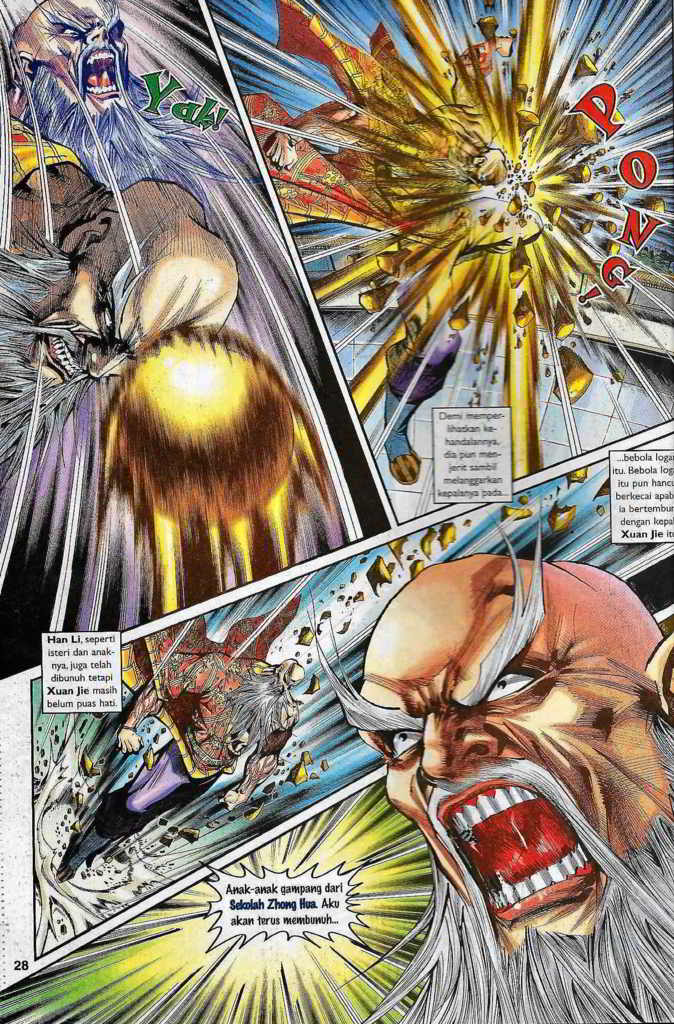 Yak!
PONG!
Demi memper-
lihatkan ke-
handalannya,
dia pun men-
jerit sambil
melanggarkan
kepalanya pada...
...bebola loga
itu. Bebola loga
itu pun hancu
berkecai apab
ia bertembun
dengan kepal
Xuan Jie itu
Han Li, seperti
isteri dan anak-
nya, juga telah
dibunuh tetapi
Xuan Jie masih
belum puas hati.
Anak-anak gampang dari
Sekolah Zhong Hua. Aku
akan terus membunuh...
28